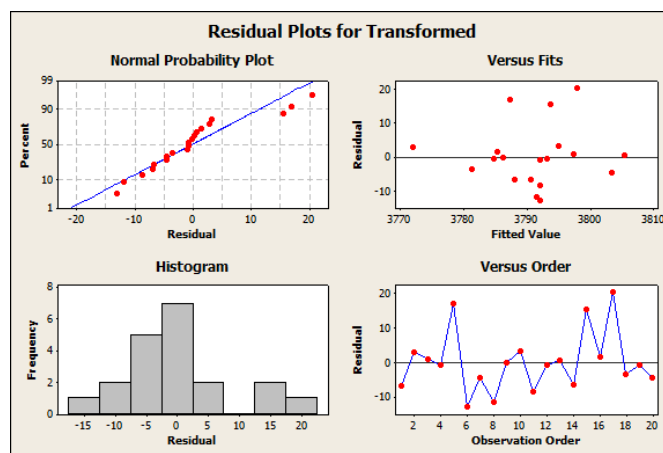 Residual Plots for Transformed
Normal Probability Plot
99
90
50
10
1
Percent
-20 -10 0 10 20
Residual
Versus Fits
20
10
0
-10
Residual
3770 3780 3790 3800 3810
Fitted Value
Histogram
8
6
4
2
0
Frequency
-15 -10 -5 0 5 10 15 20
Residual
Versus Order
20
10
0
-10
Residual
2 4 6 8 10 12 14 16 18 20
Observation Order